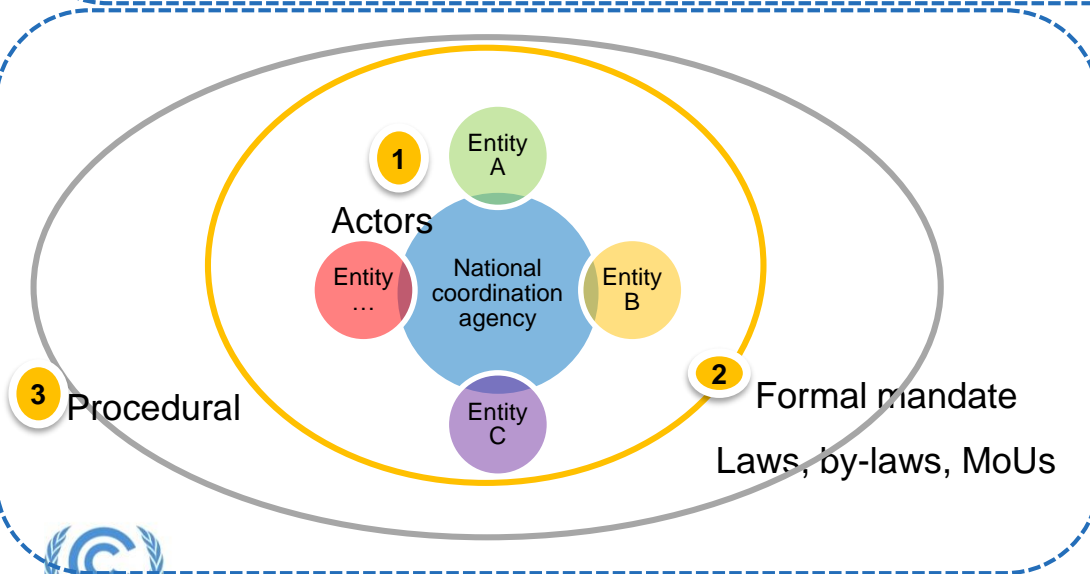 1
Entity
A
Actors
Entity
…
National
coordination
agency
Entity
B
2
3
Procedural
Formal mandate
Entity
C
Laws, by-laws, MoUs